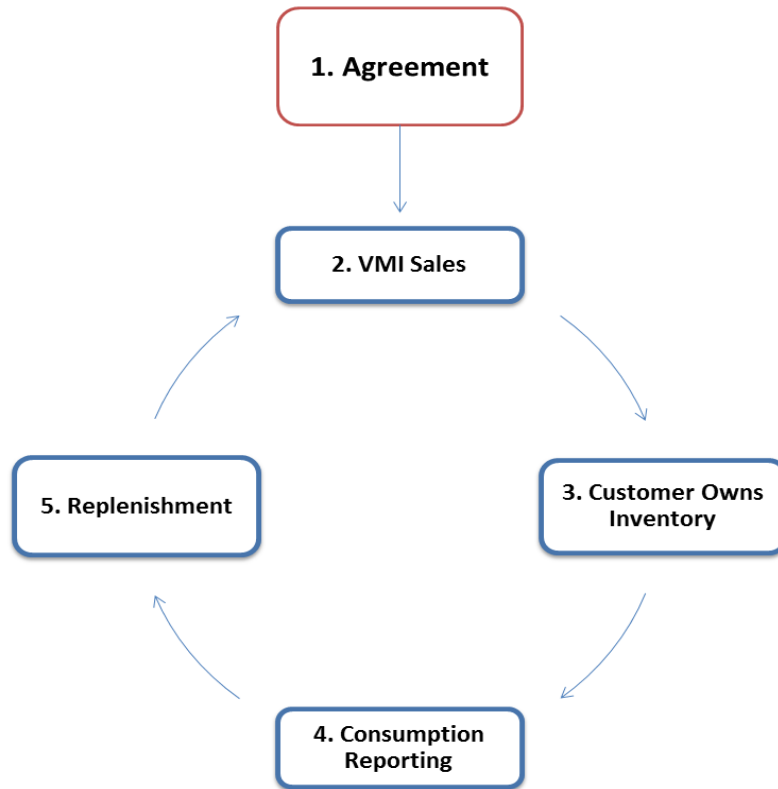 1. Agreement
2. VMI Sales
3. Customer Owns
Inventory
4. Consumption
Reporting
5. Replenishment